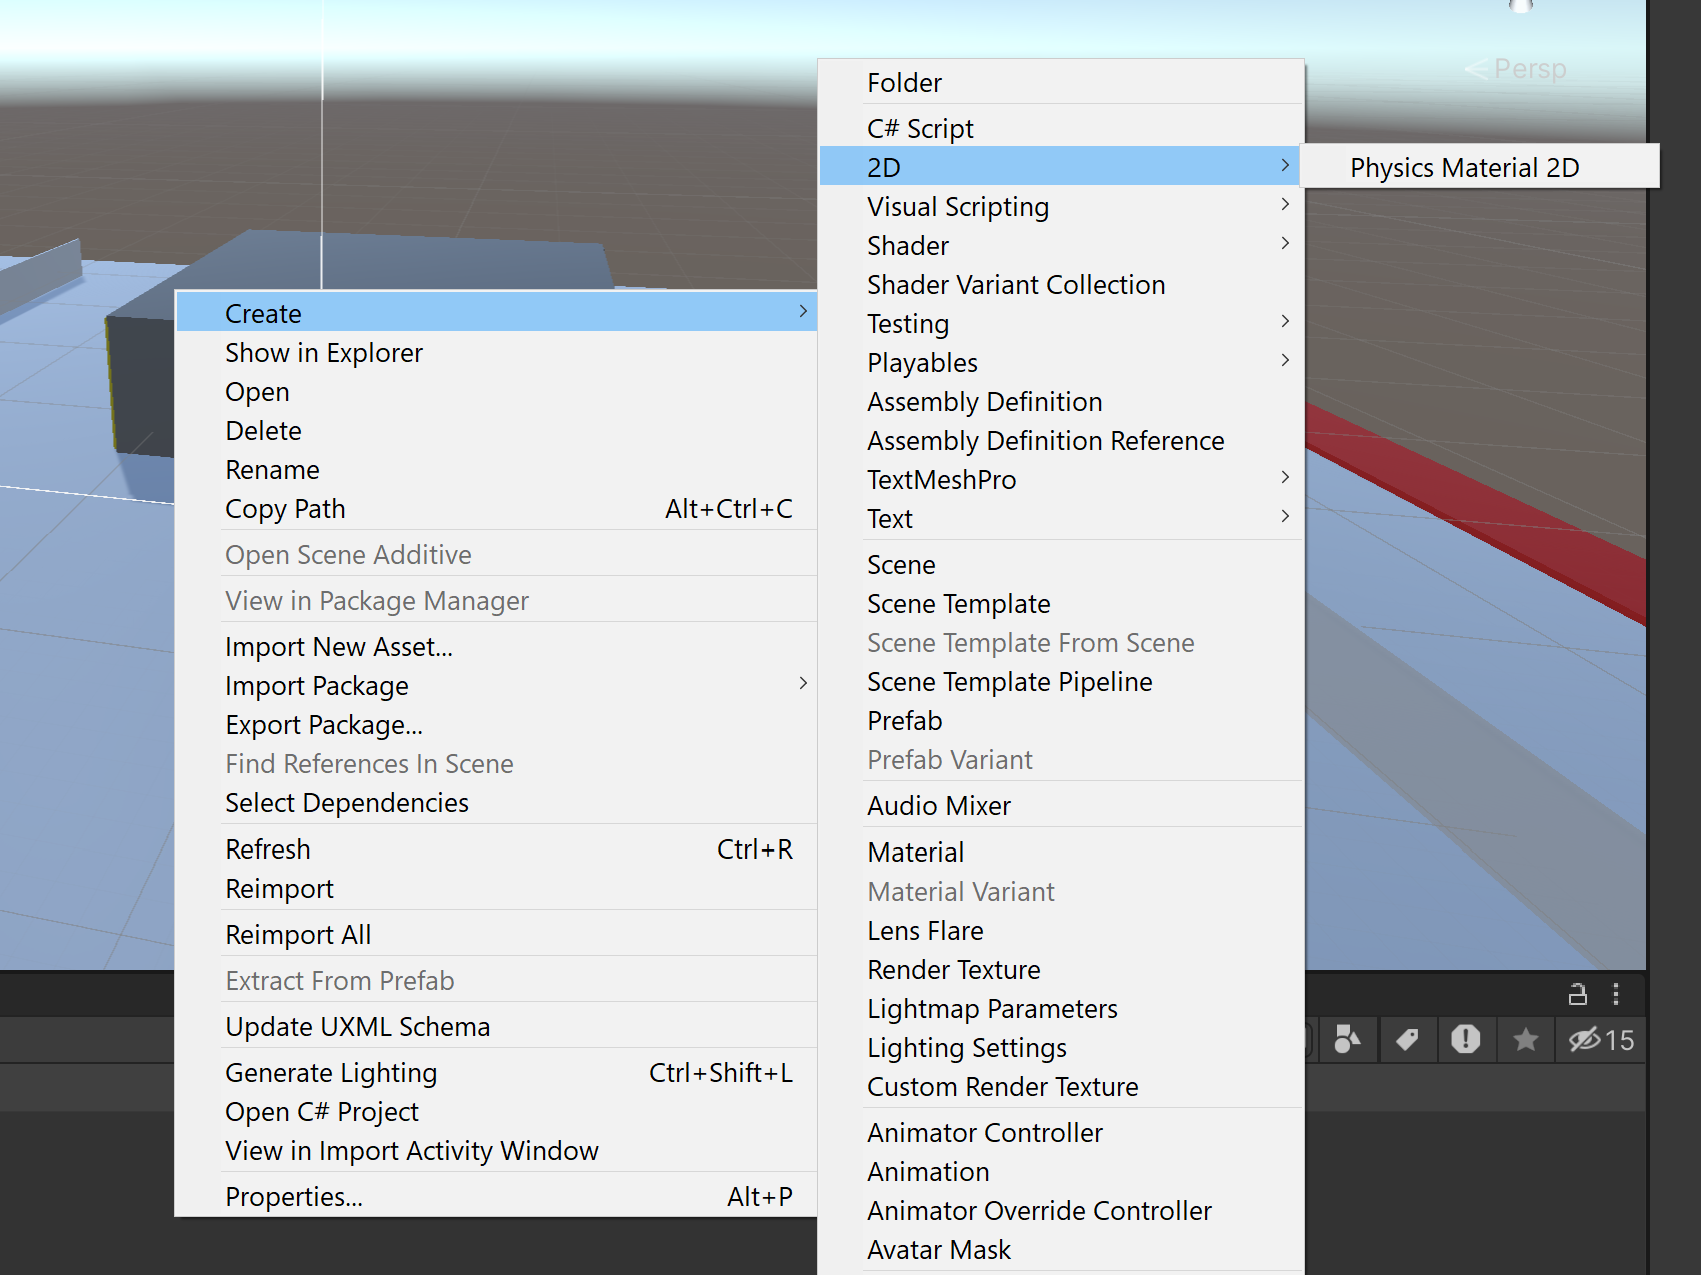 Persp
Create
Show in Explorer
Open
Delete
Rename
Copy Path Alt+Ctrl+C
Open Scene Additive
View in Package Manager
Import New Asset...
Import Package
Export Package...
Find References In Scene
Select Dependencies
Refresh Ctrl+R
Reimport
Reimport All
Extract From Prefab
Update UXML Schema
Generate Lighting Ctrl+Shift+L
Open C# Project
View in Import Activity Window
Properties... Alt+P
Folder
C# Script
2D
Visual Scripting
Shader
Shader Variant Collection
Testing
Playables
Assembly Definition
Assembly Definition Reference
TextMeshPro
Text
Scene
Scene Template
Scene Template From Scene
Scene Template Pipeline
Prefab
Prefab Variant
Audio Mixer
Material
Material Variant
Lens Flare
Render Texture
Lightmap Parameters
Lighting Settings
Custom Render Texture
Animator Controller
Animation
Animator Override Controller
Avatar Mask
Physics Material 2D
15